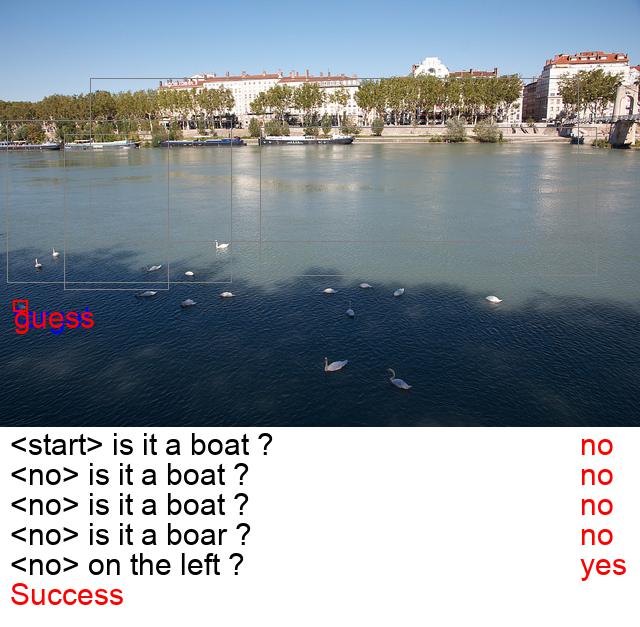 guess
<start> is it a boat ? no
<no> is it a boat ? no
<no> is it a boat ? no
<no> is it a boar ? no
<no> on the left ? yes
Success